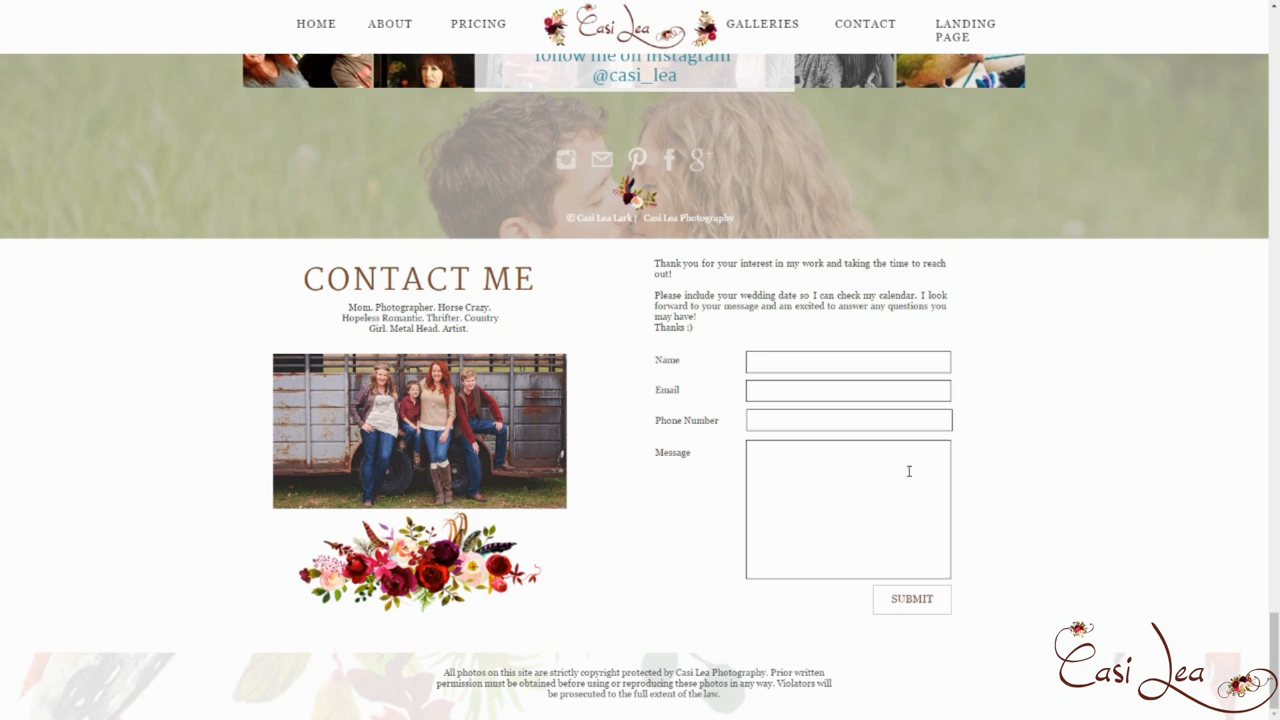 HOME ABOUT PRICING Casi Lea GALLERIES CONTACT LANDING
PAGE
follow me on instagram
@casi_lea
© Casi Lea Lark | Casi Lea Photography
CONTACT ME
Mom. Photographer. Horse Crazy.
Hopeless Romantic. Thrifter. Country
Girl. Metal Head. Artist.
Thank you for your interest in my work and taking the time to reach
out!
Please include your wedding date so I can check my calendar. I look
forward to your message and am excited to answer any questions you
may have!
Thanks :)
Name
Email
Phone Number
Message
SUBMIT
Casi Lea
All photos on this site are strictly copyright protected by Casi Lea Photography. Prior written
permission must be obtained before using or reproducing these photos in any way. Violators will
be prosecuted to the full extent of the law.